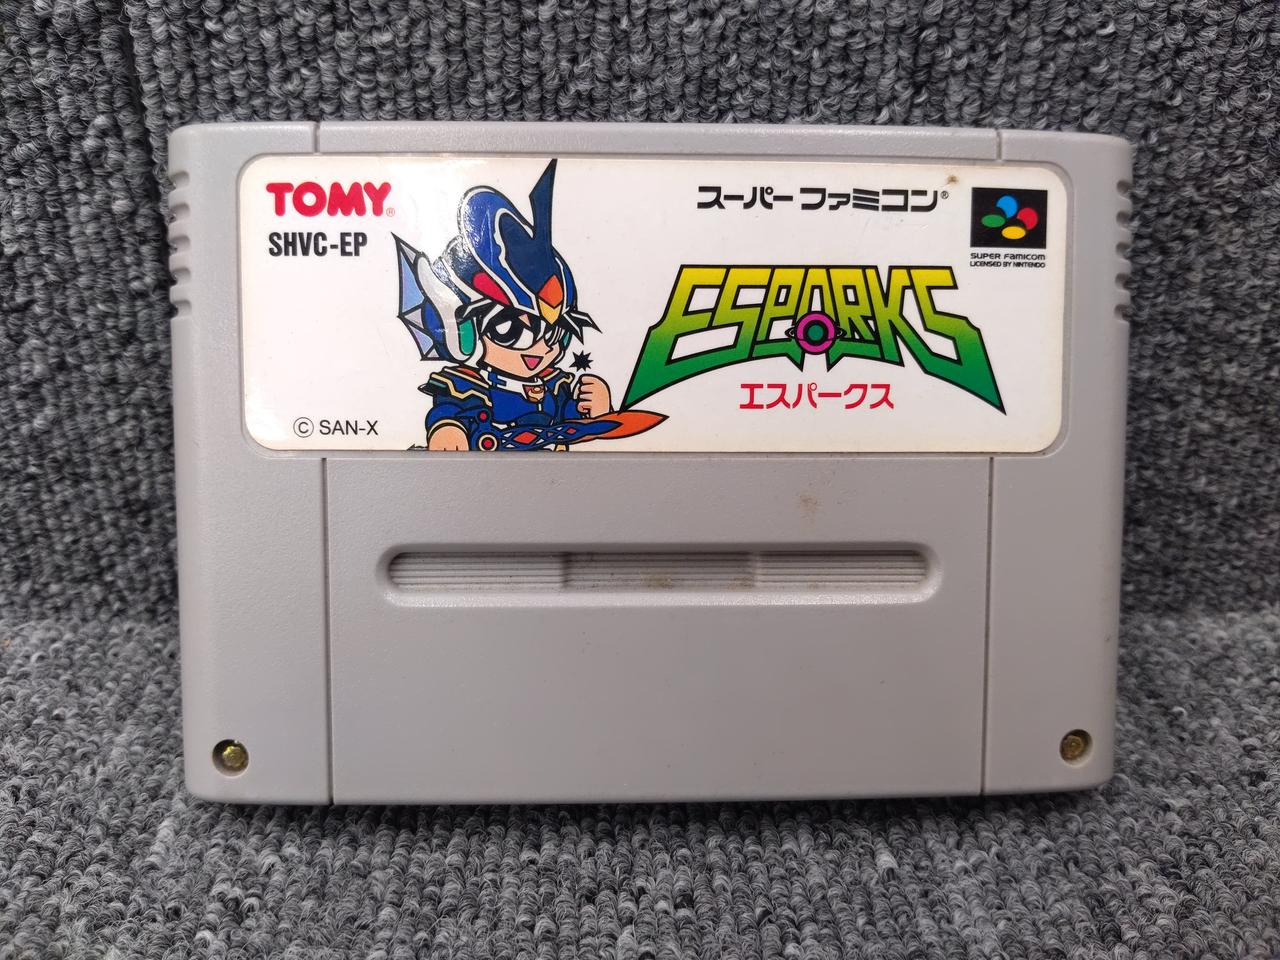 TOMY®
SHVC-EP
スーパーファミコン®
SUPER FAMICOM
LICENSED BY NINTENDO
ESPARKS
エスパークス
© SAN-X